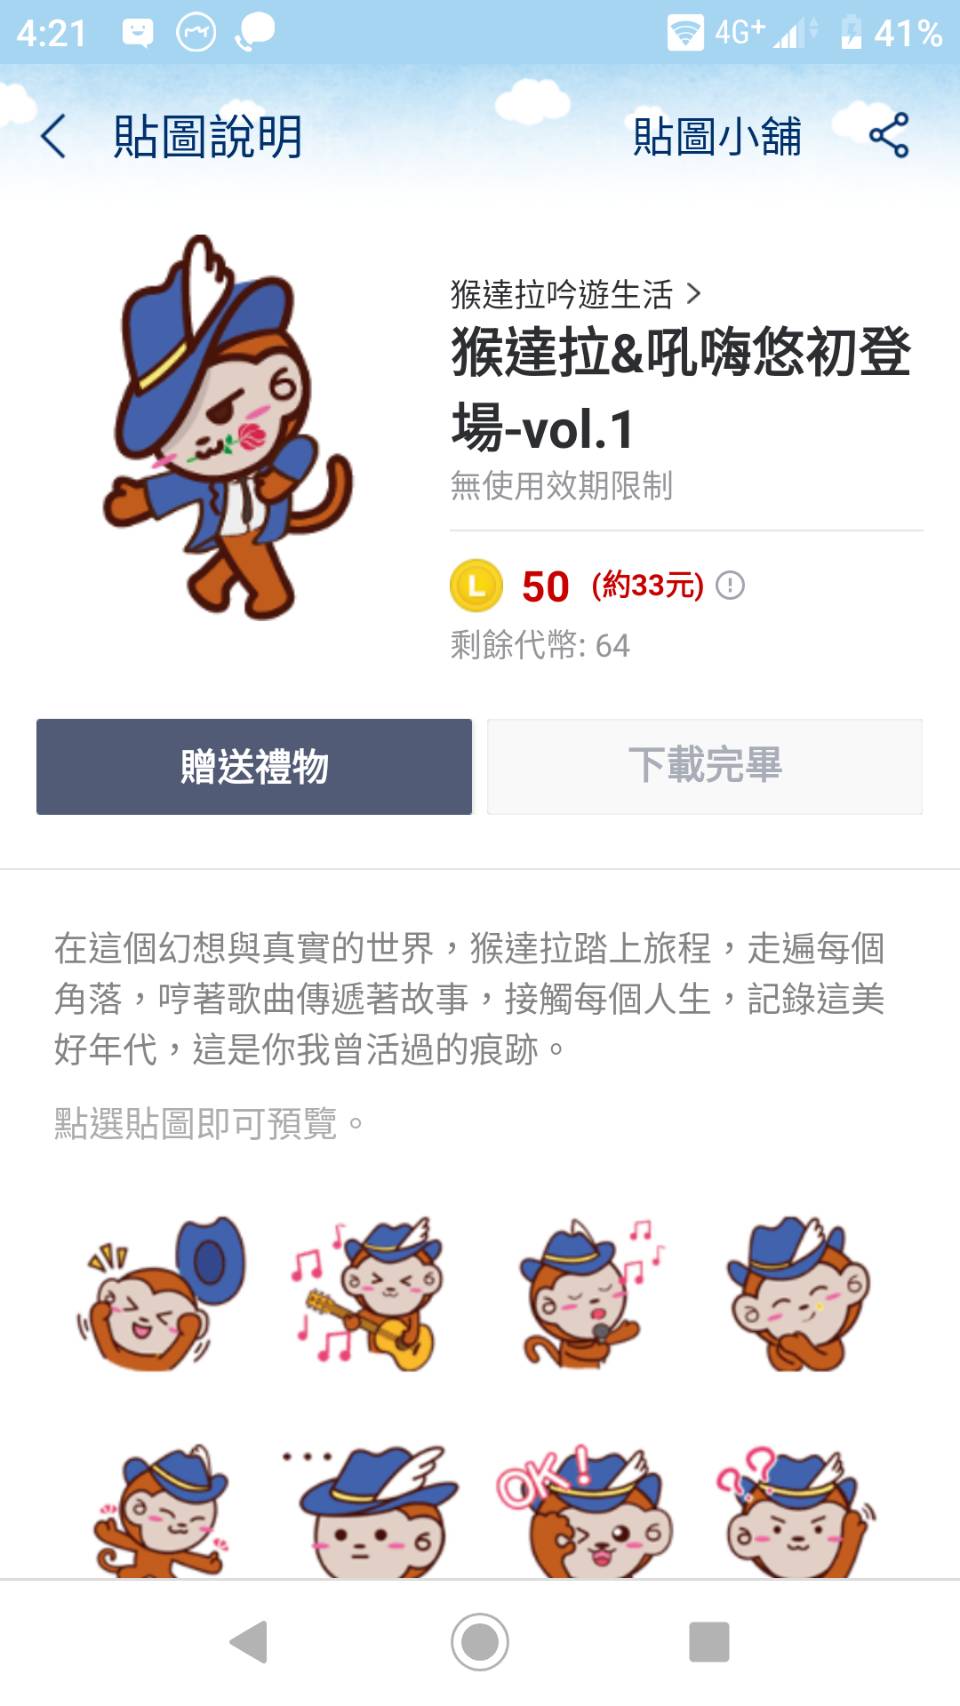 4:21
4G+
41%
貼圖說明
貼圖小舖
猴達拉吟遊生活 >
猴達拉&吼嗨悠初登
場-vol.1
無使用效期限制
L 50 (約33元)
剩餘代幣: 64
贈送禮物
下載完畢
在這個幻想與真實的世界，猴達拉踏上旅程，走遍每個
角落，哼著歌曲傳遞著故事，接觸每個人生，記錄這美
好年代，這是你我曾活過的痕跡。
點選貼圖即可預覽。
...
OK!
??